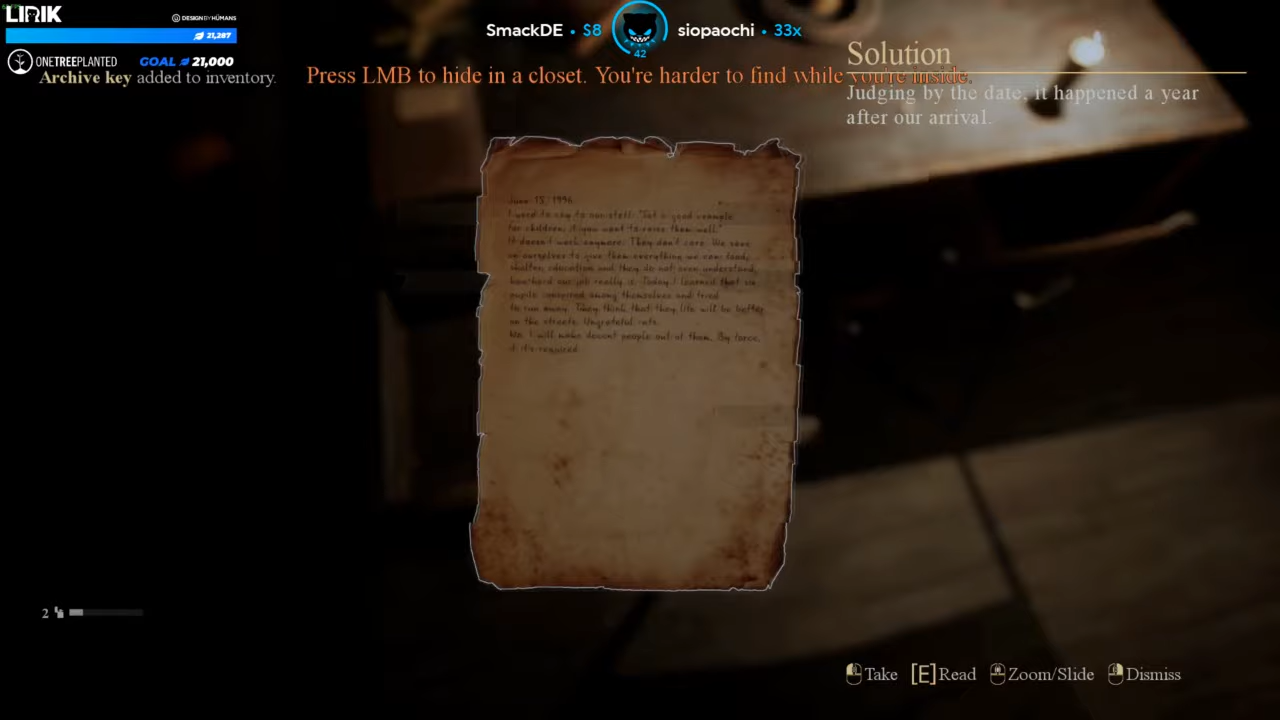 LIRIK
DESIGN BY HÜMANS
21,287
ONETREEPLANTED
GOAL 21,000
SmackDE • $8
42
siopaochi • 33x
Archive key added to inventory.
Press LMB to hide in a closet. You're harder to find while you're inside.
Solution
Judging by the date, it happened a year
after our arrival.
June 15, 1996
I used to say to our staff: "Set a good example
for children, if you want to raise them well."
It doesn't work anymore. They don't care. We save
on ourselves to give them everything we can: food,
shelter, education and they do not even understand,
how hard our job really is. Today I learned that six
pupils conspired among themselves and tried
to run away. They think that they life will be better
on the streets. Ungrateful rats.
No. I will make decent people out of them. By force,
if it's required.
2
Take
[E] Read
Zoom/Slide
Dismiss